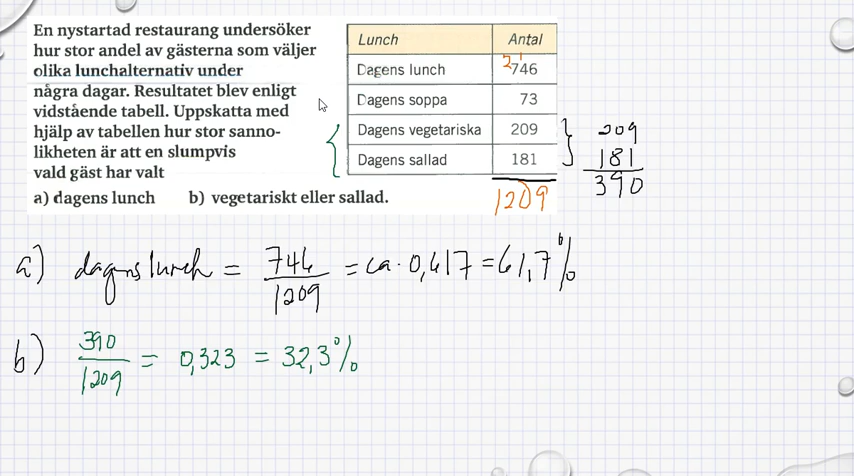 En nystartad restaurang undersöker
hur stor andel av gästerna som väljer
olika lunchalternativ under
några dagar. Resultatet blev enligt
vidstående tabell. Uppskatta med
hjälp av tabellen hur stor sanno-
likheten är att en slumpvis
vald gäst har valt
a) dagens lunch b) vegetariskt eller sallad.
Lunch Antal
21
Dagens lunch 746
Dagens soppa 73
Dagens vegetariska 209
Dagens sallad 181
1209
209
181
390
a) dagens lunch = 746/1209 = ca. 0,617 = 61,7%
b) 390/1209 = 0,323 = 32,3%